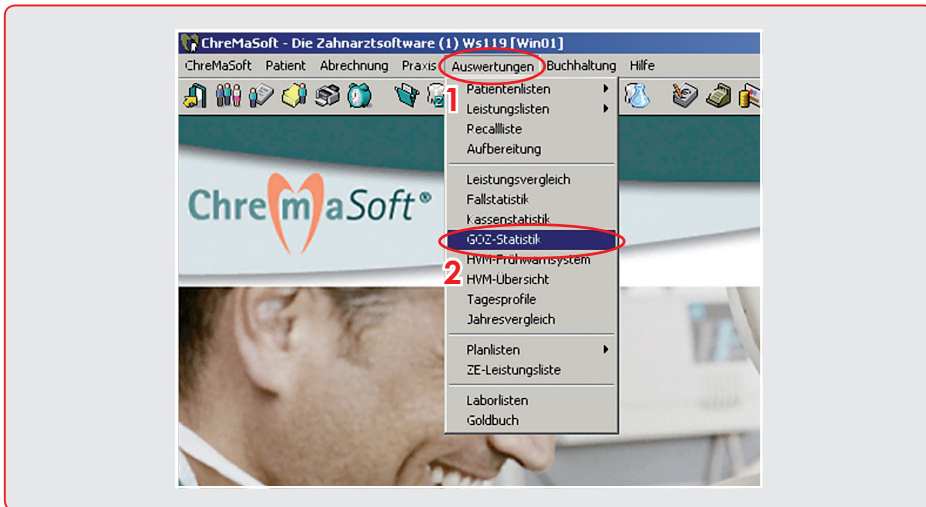 ChreMaSoft - Die Zahnarztsoftware (1) Ws119 [Win01]
ChreMaSoft Patient Abrechnung Praxis Auswertungen Buchhaltung Hilfe
1
Patientenlisten
Leistungslisten
Recallliste
Aufbereitung
Leistungsvergleich
Fallstatistik
Kassenstatistik
GOZ-Statistik
HVM-Frühwarnsystem
2
HVM-Übersicht
Tagesprofile
Jahresvergleich
Planlisten
ZE-Leistungsliste
Laborlisten
Goldbuch
ChremaSoft®